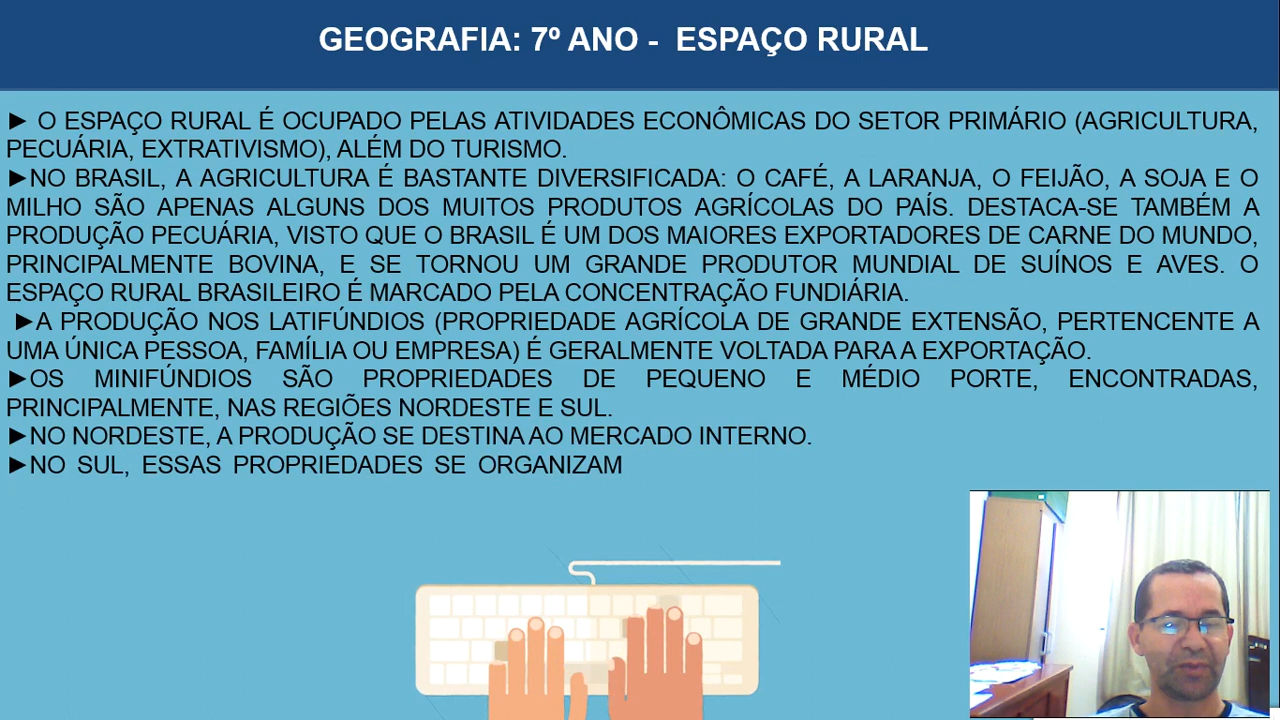 GEOGRAFIA: 7º ANO - ESPAÇO RURAL
► O ESPAÇO RURAL É OCUPADO PELAS ATIVIDADES ECONÔMICAS DO SETOR PRIMÁRIO (AGRICULTURA,
PECUÁRIA, EXTRATIVISMO), ALÉM DO TURISMO.
►NO BRASIL, A AGRICULTURA É BASTANTE DIVERSIFICADA: O CAFÉ, A LARANJA, O FEIJÃO, A SOJA E O
MILHO SÃO APENAS ALGUNS DOS MUITOS PRODUTOS AGRÍCOLAS DO PAÍS. DESTACA-SE TAMBÉM A
PRODUÇÃO PECUÁRIA, VISTO QUE O BRASIL É UM DOS MAIORES EXPORTADORES DE CARNE DO MUNDO,
PRINCIPALMENTE BOVINA, E SE TORNOU UM GRANDE PRODUTOR MUNDIAL DE SUÍNOS E AVES. O
ESPAÇO RURAL BRASILEIRO É MARCADO PELA CONCENTRAÇÃO FUNDIÁRIA.
►A PRODUÇÃO NOS LATIFÚNDIOS (PROPRIEDADE AGRÍCOLA DE GRANDE EXTENSÃO, PERTENCENTE A
UMA ÚNICA PESSOA, FAMÍLIA OU EMPRESA) É GERALMENTE VOLTADA PARA A EXPORTAÇÃO.
►OS MINIFÚNDIOS SÃO PROPRIEDADES DE PEQUENO E MÉDIO PORTE, ENCONTRADAS,
PRINCIPALMENTE, NAS REGIÕES NORDESTE E SUL.
►NO NORDESTE, A PRODUÇÃO SE DESTINA AO MERCADO INTERNO.
►NO SUL, ESSAS PROPRIEDADES SE ORGANIZAM